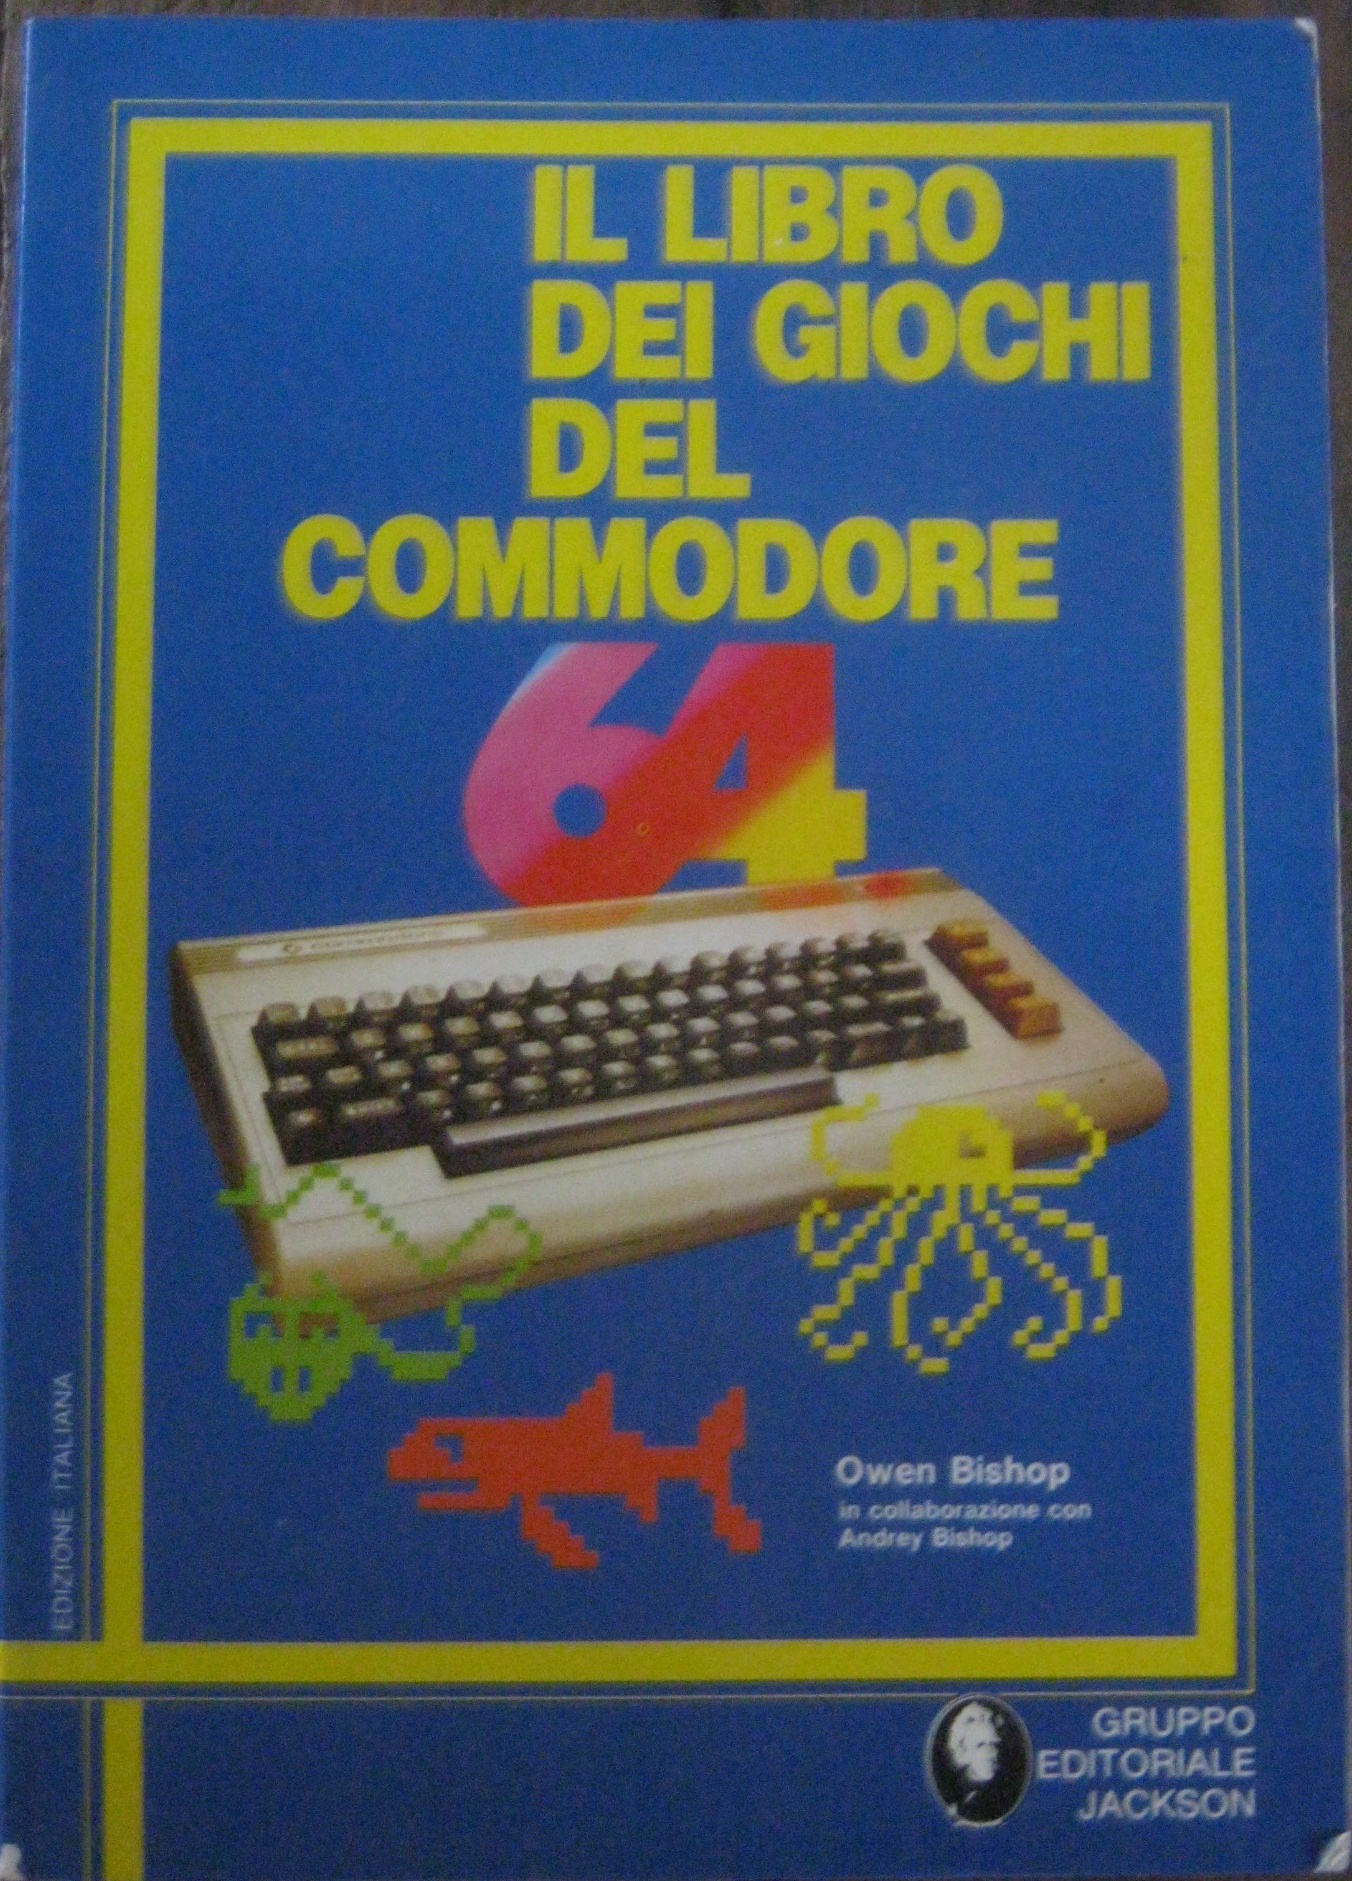 IL LIBRO
DEI GIOCHI
DEL
COMMODORE
64
Owen Bishop
in collaborazione con
Andrey Bishop
EDIZIONE ITALIANA
GRUPPO
EDITORIALE
JACKSON